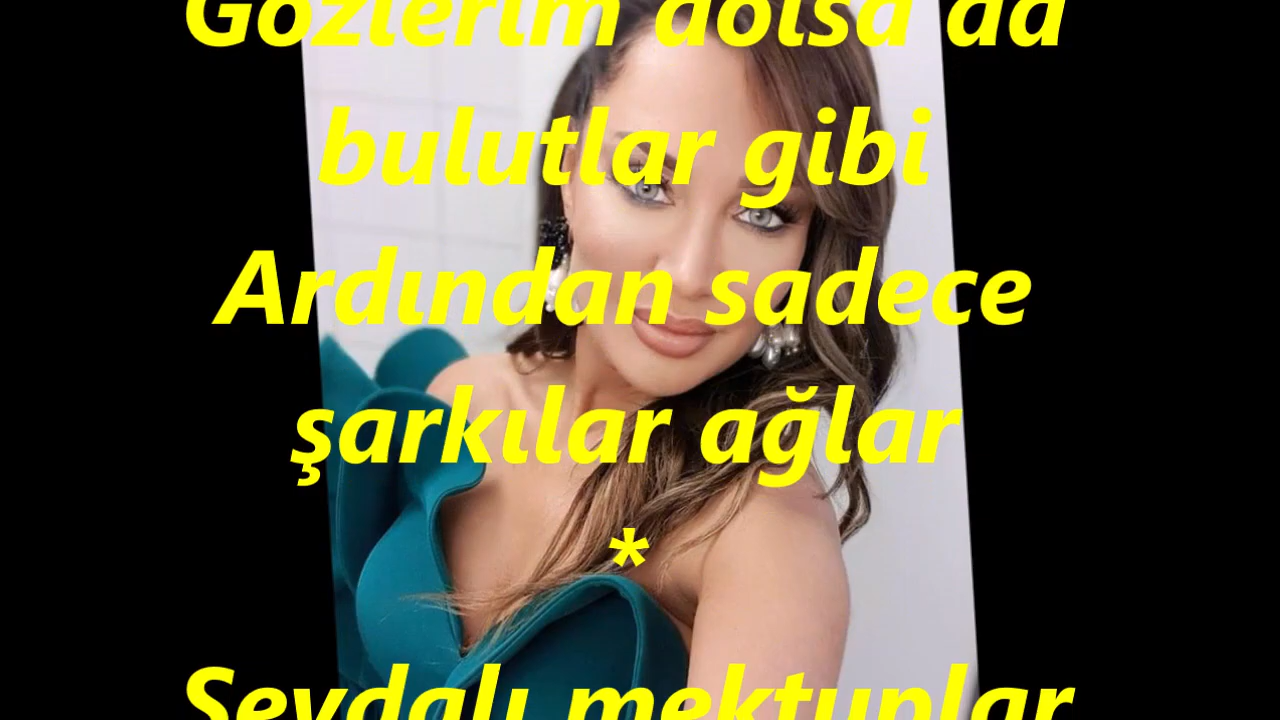 Gözlerim dolsa da
bulutlar gibi
Ardından sadece
şarkılar ağlar
*
Sevdalı mektuplar